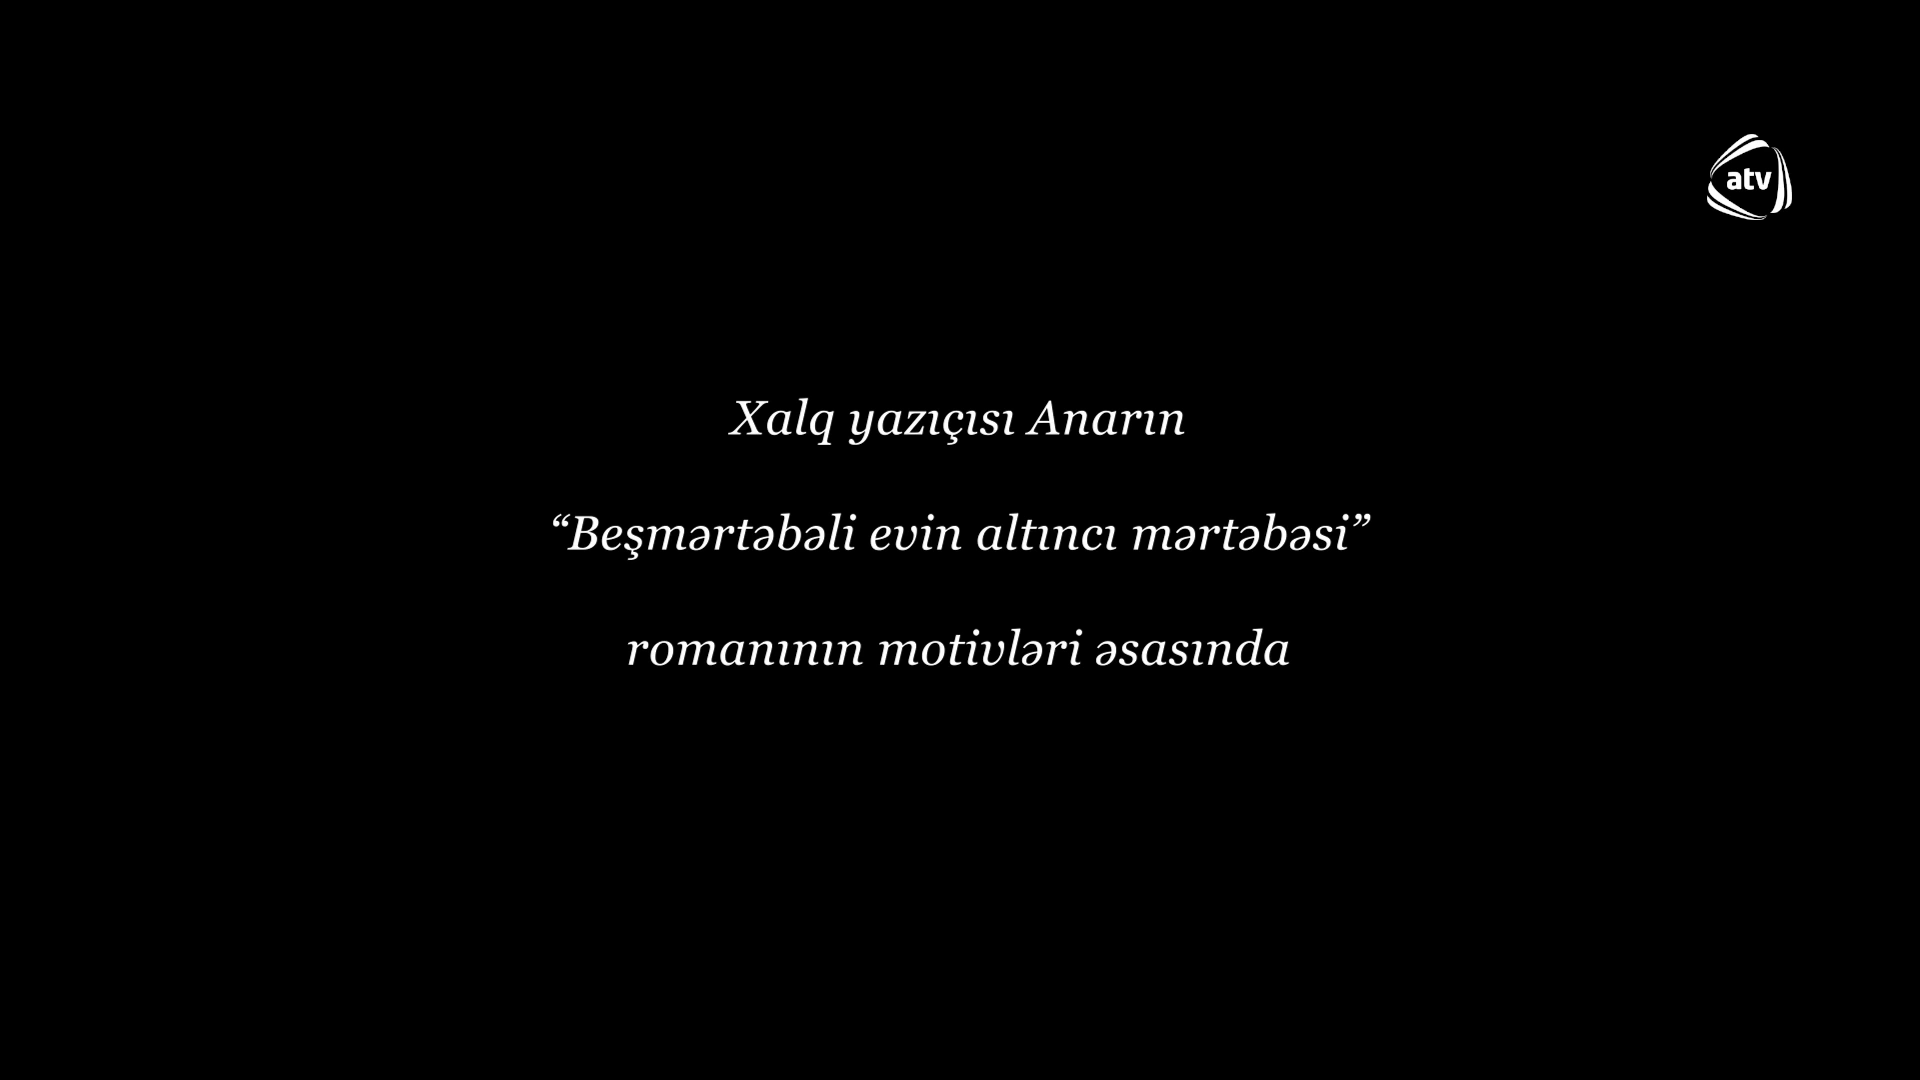 atv
Xalq yazıçısı Anarın
“Beşmərtəbəli evin altıncı mərtəbəsi”
romanının motivləri əsasında